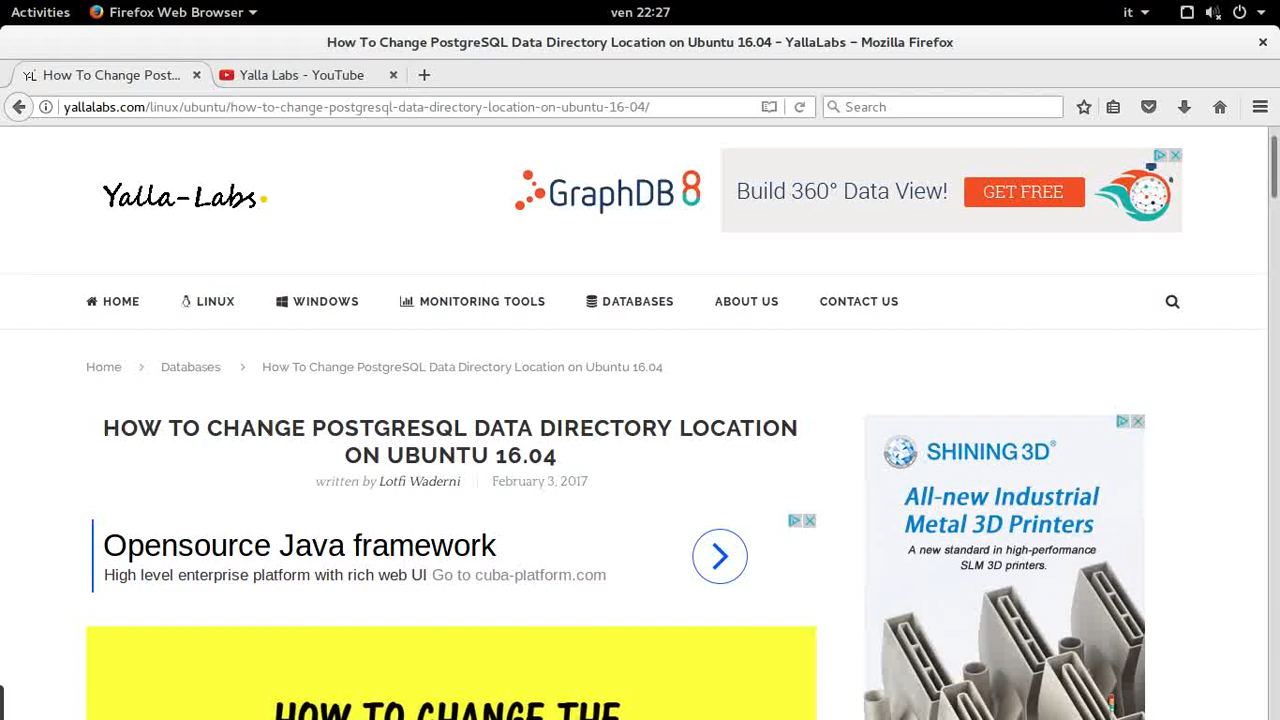 Activities Firefox Web Browser ven 22:27 it
How To Change PostgreSQL Data Directory Location on Ubuntu 16.04 - YallaLabs - Mozilla Firefox
How To Change Post... Yalla Labs - YouTube
yallalabs.com/linux/ubuntu/how-to-change-postgresql-data-directory-location-on-ubuntu-16-04/ Search
Yalla-Labs
GraphDB 8 Build 360° Data View! GET FREE
HOME LINUX WINDOWS MONITORING TOOLS DATABASES ABOUT US CONTACT US
Home > Databases > How To Change PostgreSQL Data Directory Location on Ubuntu 16.04
HOW TO CHANGE POSTGRESQL DATA DIRECTORY LOCATION
ON UBUNTU 16.04
written by Lotfi Waderni February 3, 2017
Opensource Java framework
High level enterprise platform with rich web UI Go to cuba-platform.com
HOW TO CHANGE THE
SHINING 3D®
All-new Industrial
Metal 3D Printers
A new standard in high-performance
SLM 3D printers.